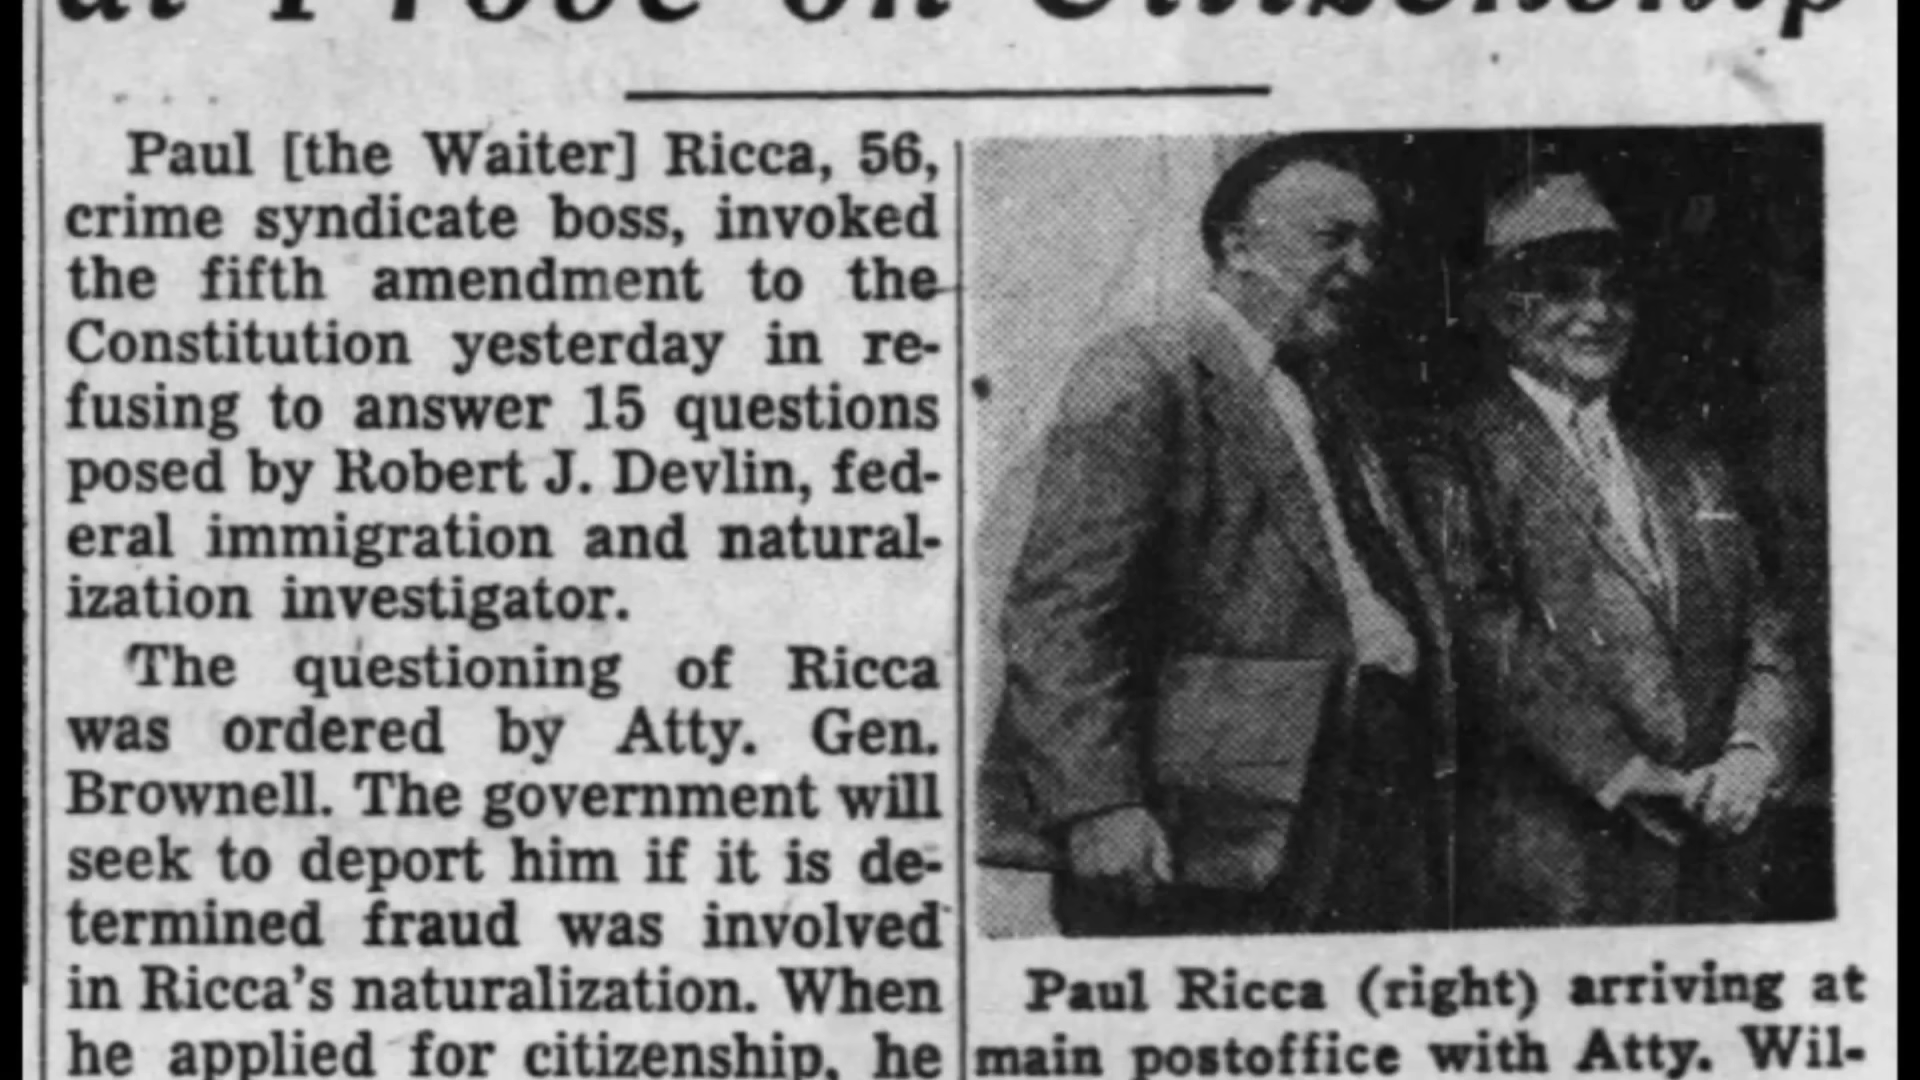 at Probe on Citizenship
Paul [the Waiter] Ricca, 56,
crime syndicate boss, invoked
the fifth amendment to the
Constitution yesterday in re-
fusing to answer 15 questions
posed by Robert J. Devlin, fed-
eral immigration and natural-
ization investigator.
The questioning of Ricca
was ordered by Atty. Gen.
Brownell. The government will
seek to deport him if it is de-
termined fraud was involved
in Ricca's naturalization. When
he applied for citizenship, he
Paul Ricca (right) arriving at
main postoffice with Atty. Wil-